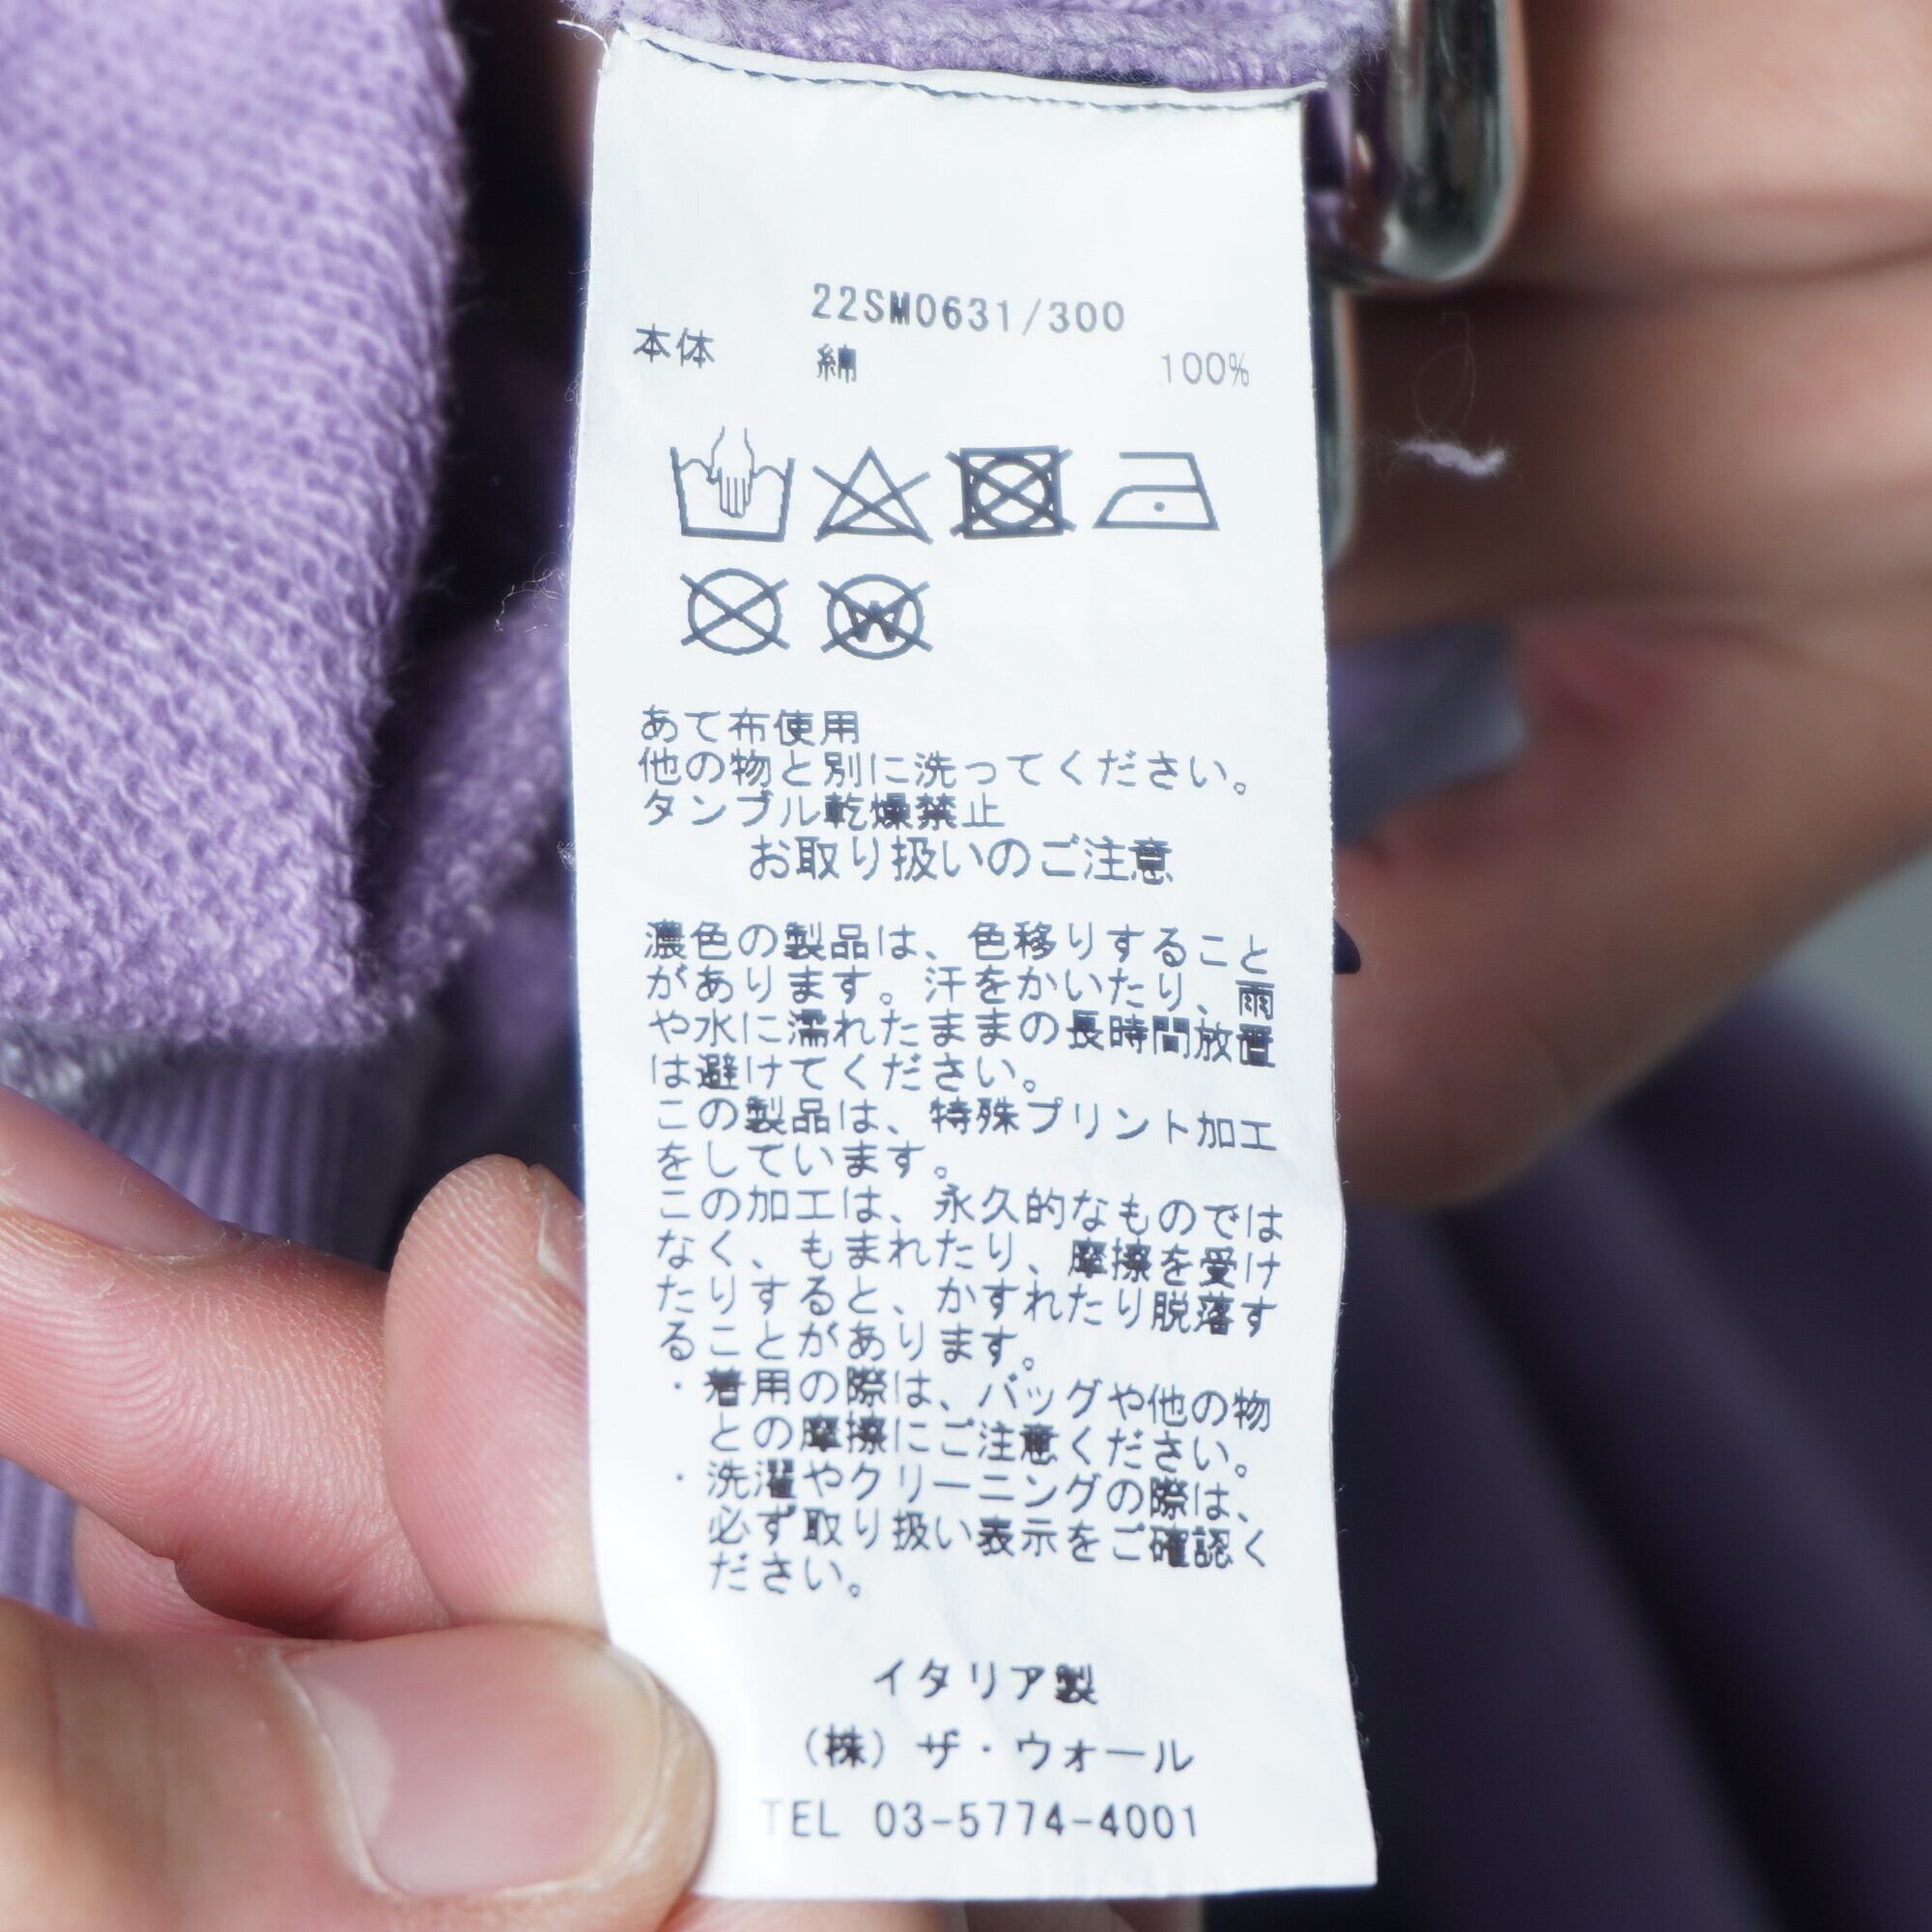 22SM0631/300
本体 綿 100%
あて布使用
他の物と別に洗ってください。
タンブル乾燥禁止
お取り扱いのご注意
濃色の製品は、色移りすること
があります。汗をかいたり、雨
や水に濡れたままの長時間放置
は避けてください。
この製品は、特殊プリント加工
をしています。
この加工は、永久的なものでは
なく、もまれたり、摩擦を受け
たりすると、かすれたり脱落す
ることがあります。
・着用の際は、バッグや他の物
との摩擦にご注意ください。
・洗濯やクリーニングの際は、
必ず取り扱い表示をご確認く
ださい。
イタリア製
(株)ザ・ウォール
TEL 03-5774-4001